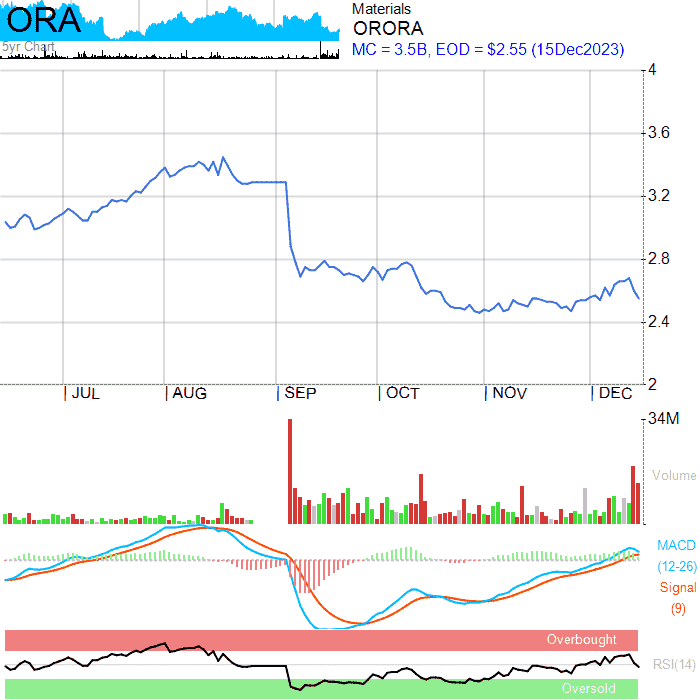 ORA
5yr Chart
Materials
ORORA
MC = 3.5B, EOD = $2.55 (15Dec2023)
4
3.6
3.2
2.8
2.4
2
JUL AUG SEP OCT NOV DEC
34M
Volume
MACD
(12-26)
Signal
(9)
Overbought
RSI(14)
Oversold